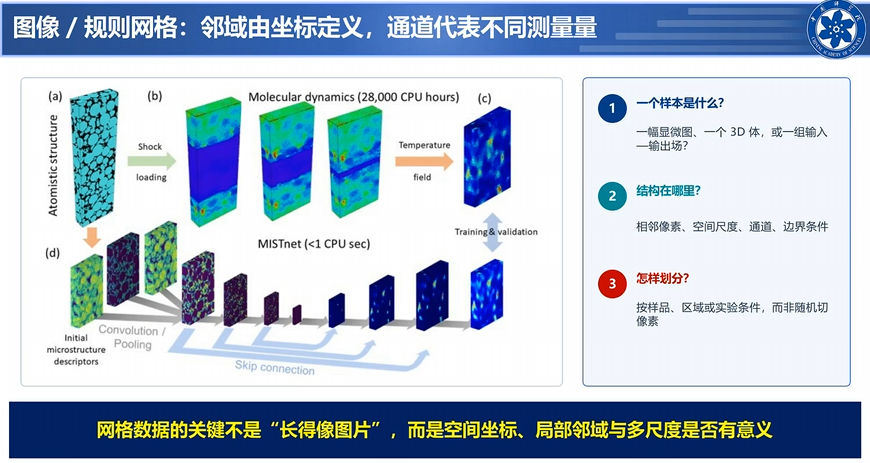 图像 / 规则网格：邻域由坐标定义，通道代表不同测量量
(a)
(b)
Molecular dynamics (28,000 CPU hours)
(c)
Atomistic structure
Shock
loading
Temperature
field
(d)
MISTnet (<1 CPU sec)
Training & validation
Initial
microstructure
descriptors
Convolution /
Pooling
Skip connection
1
一个样本是什么？
一幅显微图、一个 3D 体，或一组输入
—输出场？
2
结构在哪里？
相邻像素、空间尺度、通道、边界条件
3
怎样划分？
按样品、区域或实验条件，而非随机切
像素
网格数据的关键不是“长得像图片”，而是空间坐标、局部邻域与多尺度是否有意义